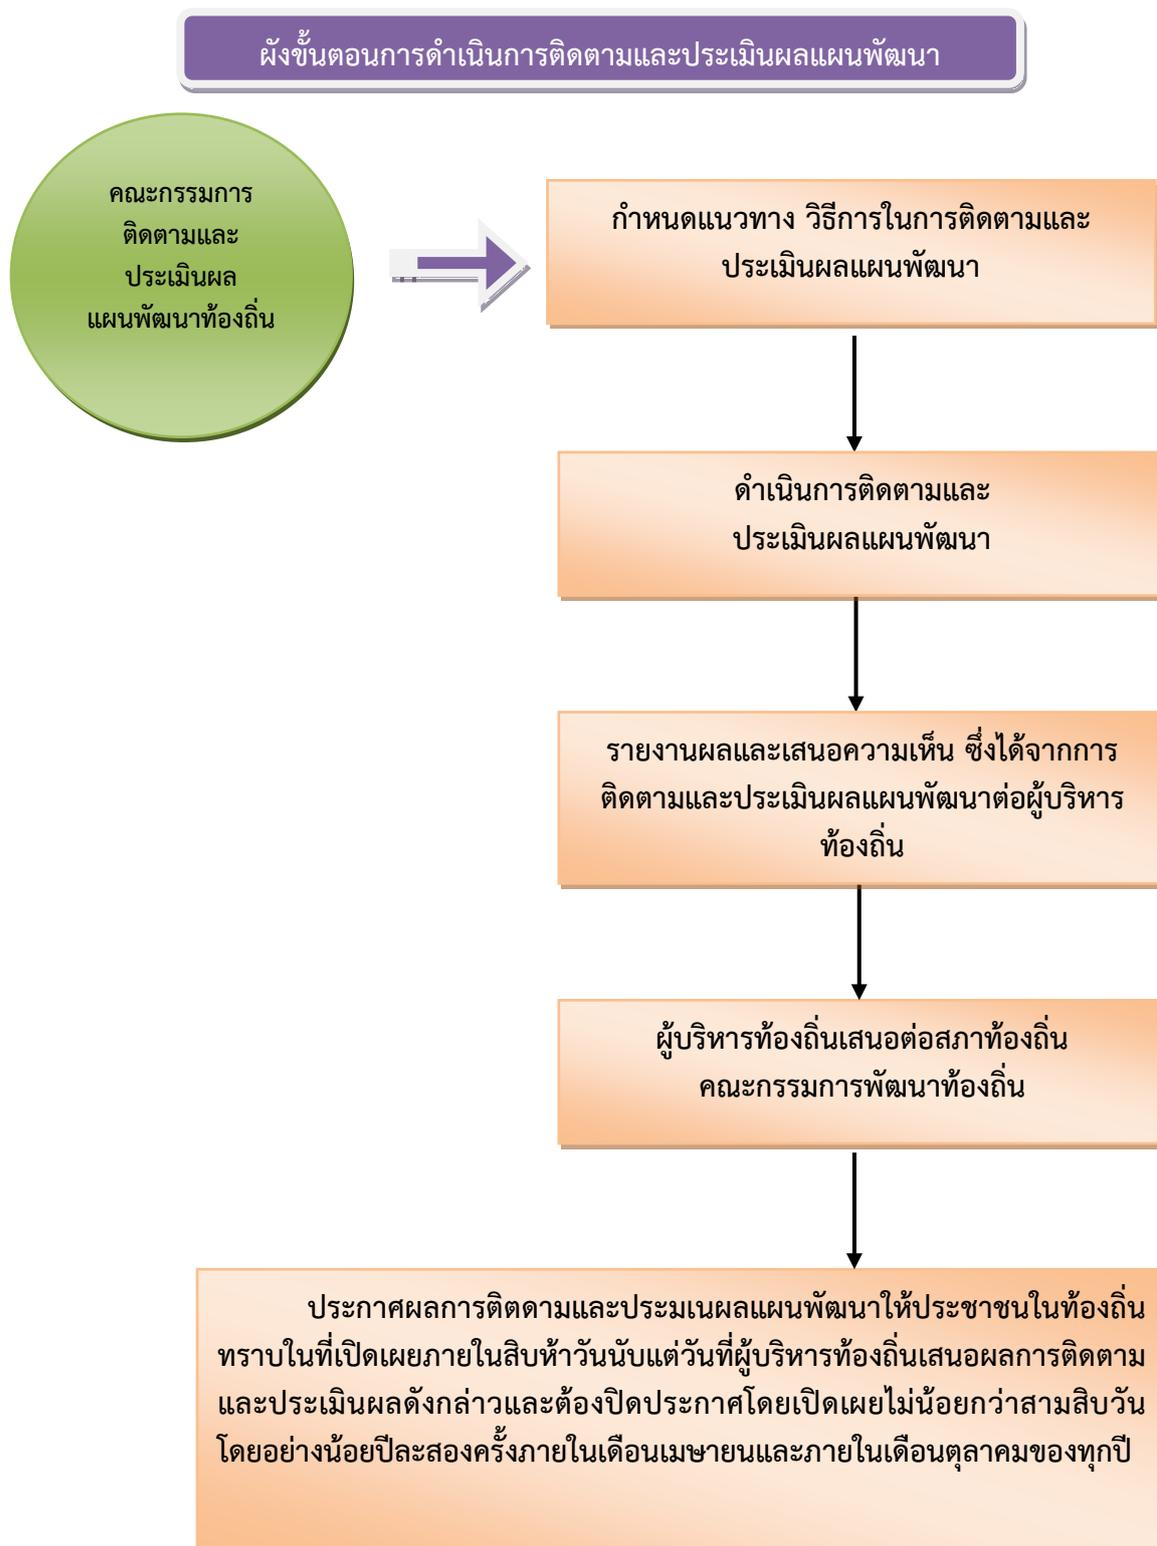 ผังขั้นตอนการดำเนินการติดตามและประเมินผลแผนพัฒนา
คณะกรรมการ
ติดตามและ
ประเมินผล
แผนพัฒนาท้องถิ่น
กำหนดแนวทาง วิธีการในการติดตามและ
ประเมินผลแผนพัฒนา
ดำเนินการติดตามและ
ประเมินผลแผนพัฒนา
รายงานผลและเสนอความเห็น ซึ่งได้จากการ
ติดตามและประเมินผลแผนพัฒนาต่อผู้บริหาร
ท้องถิ่น
ผู้บริหารท้องถิ่นเสนอต่อสภาท้องถิ่น
คณะกรรมการพัฒนาท้องถิ่น
ประกาศผลการติตดามและประมเนผลแผนพัฒนาให้ประชาชนในท้องถิ่น
ทราบในที่เปิดเผยภายในสิบห้าวันนับแต่วันที่ผู้บริหารท้องถิ่นเสนอผลการติดตาม
และประเมินผลดังกล่าวและต้องปิดประกาศโดยเปิดเผยไม่น้อยกว่าสามสิบวัน
โดยอย่างน้อยปีละสองครั้งภายในเดือนเมษายนและภายในเดือนตุลาคมของทุกปี